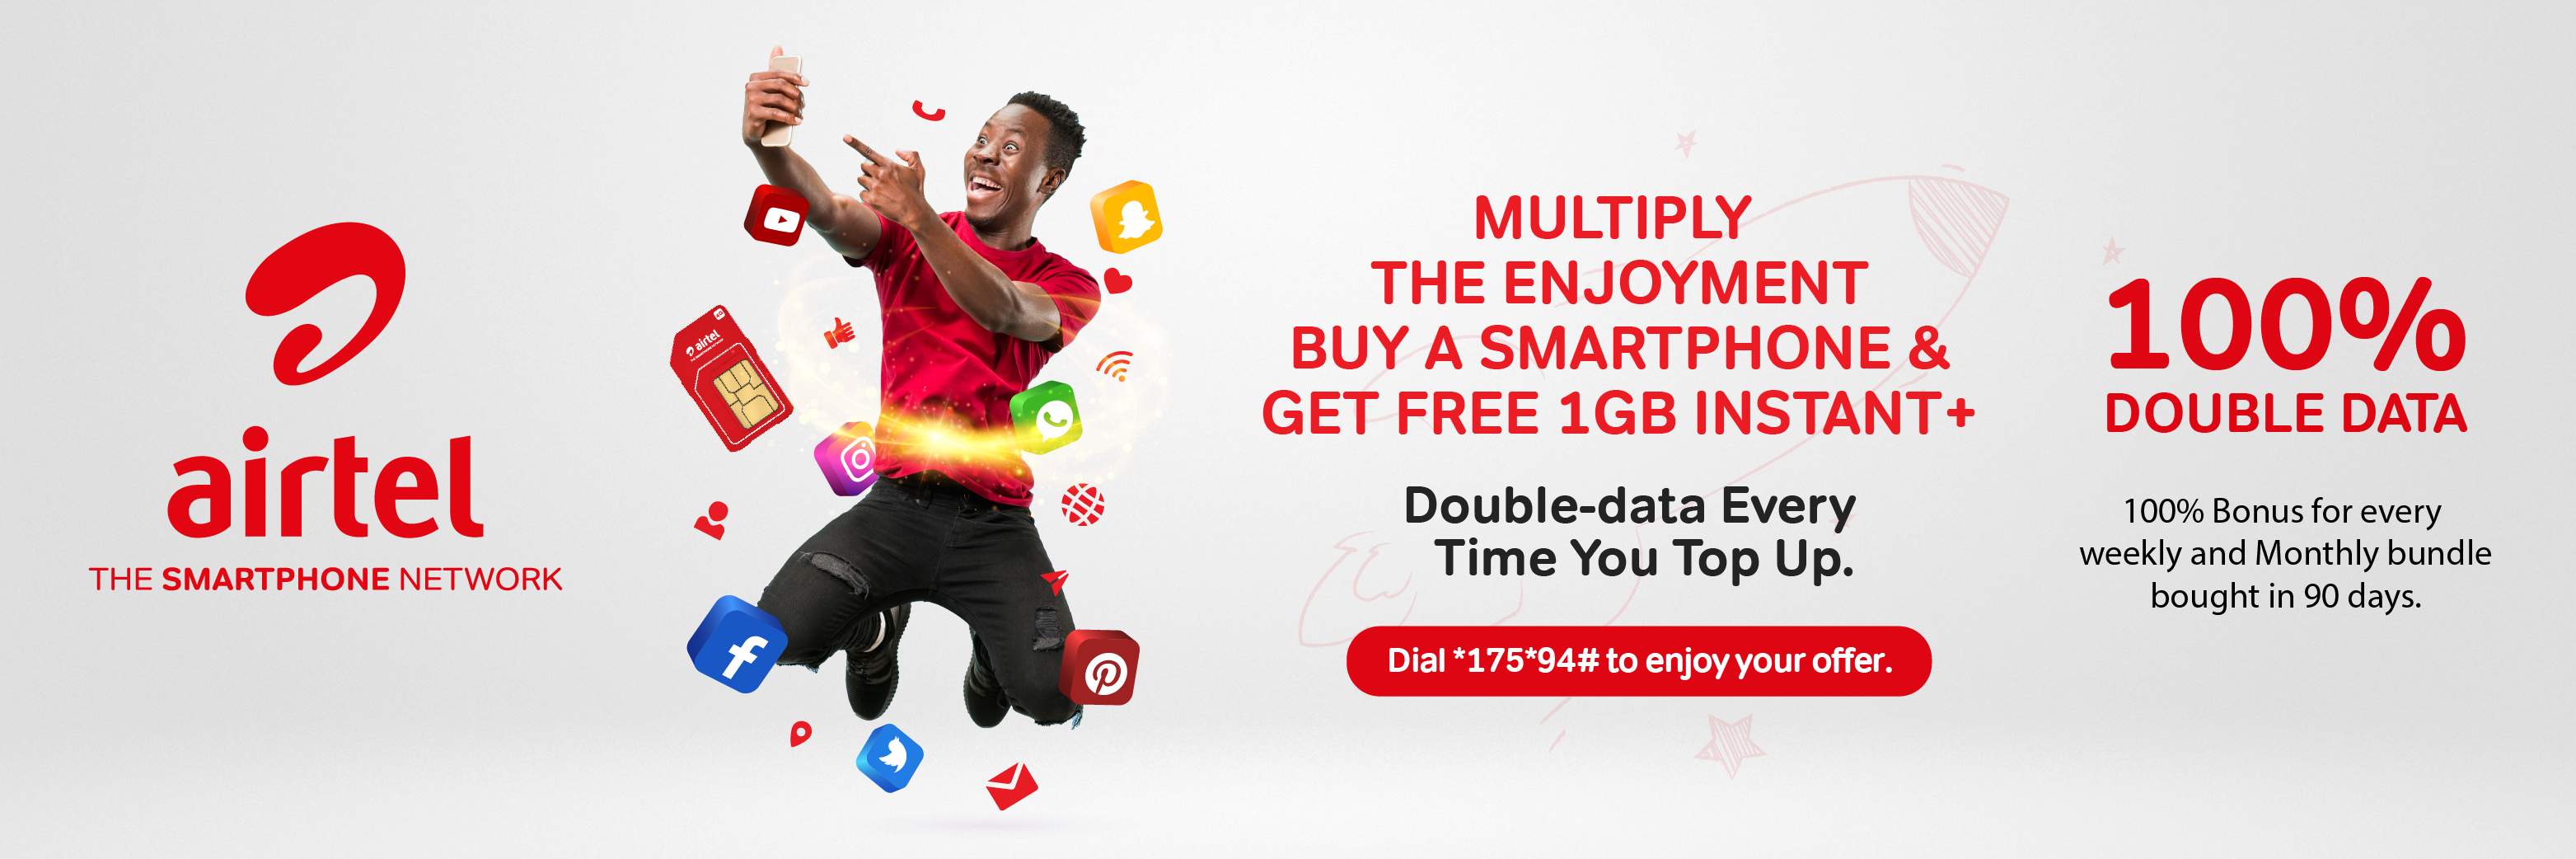 airtel
THE SMARTPHONE NETWORK
airtel
MULTIPLY
THE ENJOYMENT
BUY A SMARTPHONE &
GET FREE 1GB INSTANT+
Double-data Every
Time You Top Up.
Dial *175*94# to enjoy your offer.
100%
DOUBLE DATA
100% Bonus for every
weekly and Monthly bundle
bought in 90 days.